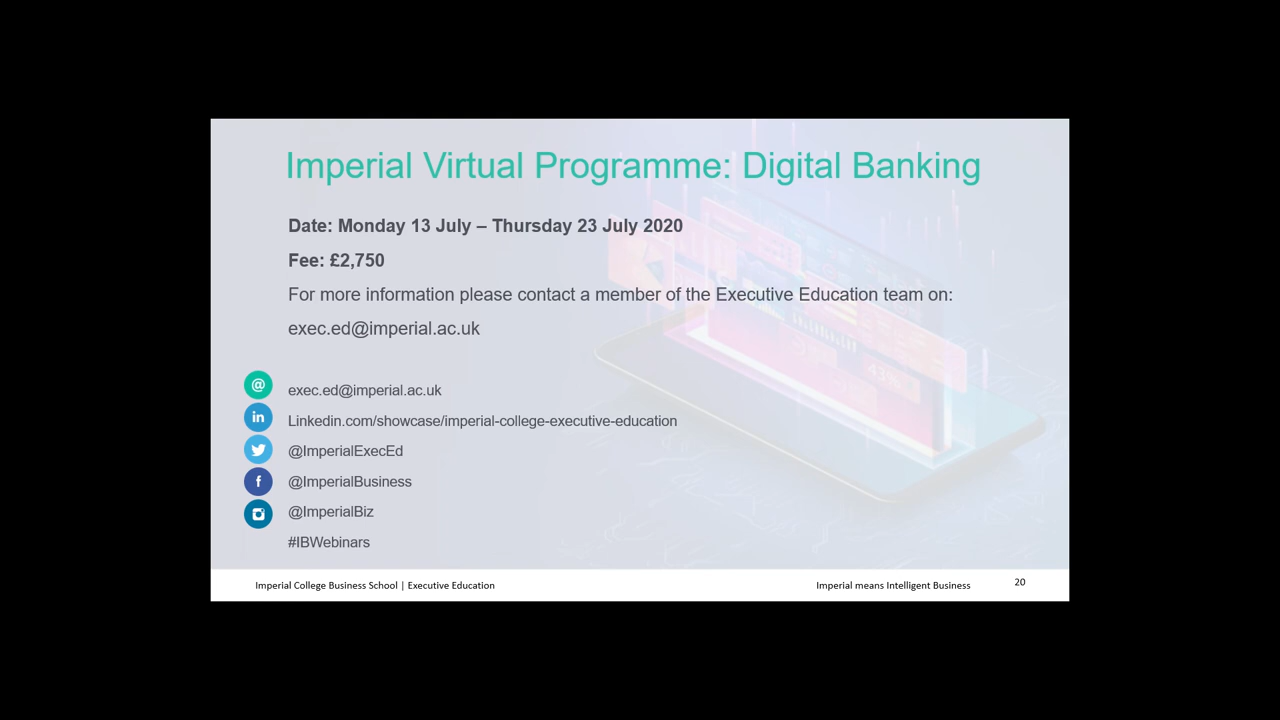 Imperial Virtual Programme: Digital Banking
Date: Monday 13 July – Thursday 23 July 2020
Fee: £2,750
For more information please contact a member of the Executive Education team on:
exec.ed@imperial.ac.uk
exec.ed@imperial.ac.uk
Linkedin.com/showcase/imperial-college-executive-education
@ImperialExecEd
@ImperialBusiness
@ImperialBiz
#IBWebinars
Imperial College Business School | Executive Education
Imperial means Intelligent Business
20